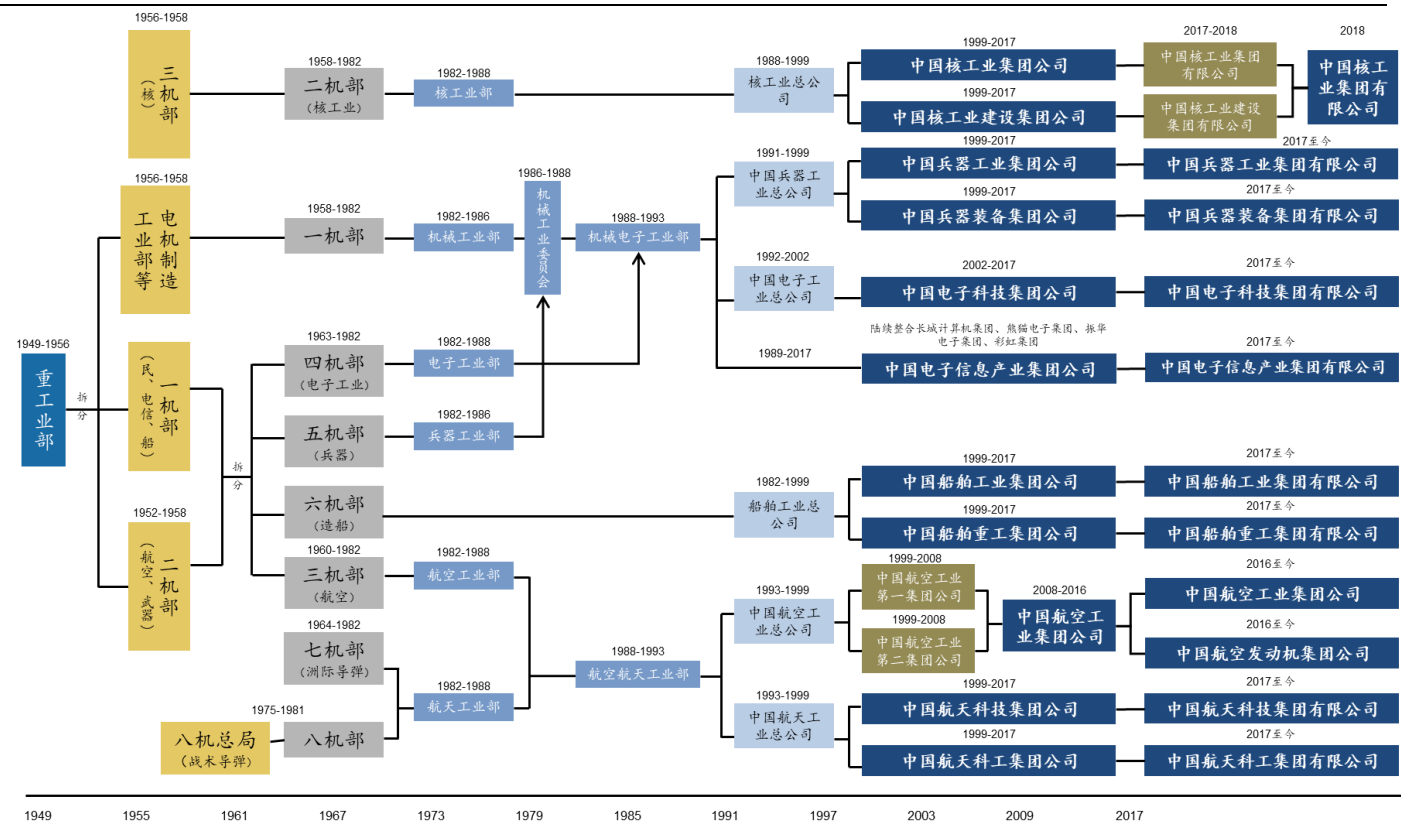 1956-1958
三机部
（核）
1958-1982
二机部
(核工业)
1982-1988
核工业部
1988-1999
核工业总公
司
1999-2017
中国核工业集团公司
1999-2017
中国核工业建设集团公司
2017-2018
中国核工业集团
有限公司
中国核工业建设
集团有限公司
2018
中国核工
业集团有
限公司
1956-1958
电机制造
工业部等
1958-1982
一机部
1982-1986
机械工业部
1986-1988
机械工业委员会
1988-1993
机械电子工业部
1991-1999
中国兵器工
业总公司
1999-2017
中国兵器工业集团公司
2017至今
中国兵器工业集团有限公司
1999-2017
中国兵器装备集团公司
2017至今
中国兵器装备集团有限公司
1992-2002
中国电子工
业总公司
2002-2017
中国电子科技集团公司
2017至今
中国电子科技集团有限公司
陆续整合长城计算机集团、熊猫电子集团、振华
电子集团、彩虹集团
1989-2017
中国电子信息产业集团公司
2017至今
中国电子信息产业集团有限公司
1949-1956
重工业部
拆分
一机部
（民、电信、船）
1952-1958
二机部
（航空、武器）
拆分
1963-1982
四机部
(电子工业)
1982-1988
电子工业部
五机部
(兵器)
1982-1986
兵器工业部
六机部
(造船)
1982-1999
船舶工业总
公司
1999-2017
中国船舶工业集团公司
2017至今
中国船舶工业集团有限公司
1999-2017
中国船舶重工集团公司
2017至今
中国船舶重工集团有限公司
1960-1982
三机部
(航空)
1982-1988
航空工业部
1964-1982
七机部
(洲际导弹)
1982-1988
航天工业部
1975-1981
八机总局
(战术导弹)
八机部
1988-1993
航空航天工业部
1993-1999
中国航空工
业总公司
1999-2008
中国航空工业
第一集团公司
1999-2008
中国航空工业
第二集团公司
2008-2016
中国航空工
业集团公司
2016至今
中国航空工业集团公司
2016至今
中国航空发动机集团公司
1993-1999
中国航天工
业总公司
1999-2017
中国航天科技集团公司
2017至今
中国航天科技集团有限公司
1999-2017
中国航天科工集团公司
2017至今
中国航天科工集团有限公司
1949 1955 1961 1967 1973 1979 1985 1991 1997 2003 2009 2017